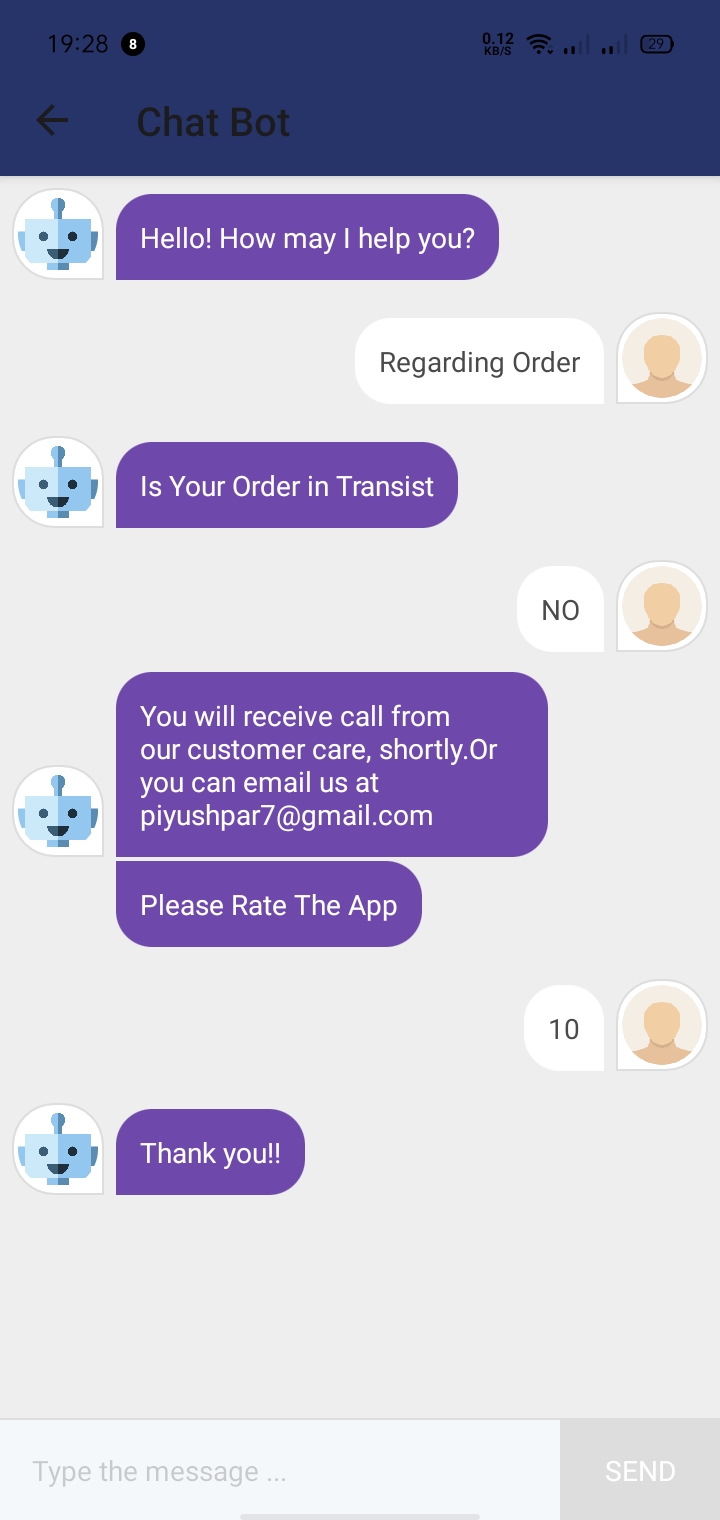 19:28 8 0.12 KB/S 29
Chat Bot
Hello! How may I help you?
Regarding Order
Is Your Order in Transist
NO
You will receive call from
our customer care, shortly.Or
you can email us at
piyushpar7@gmail.com
Please Rate The App
10
Thank you!!
Type the message ... SEND